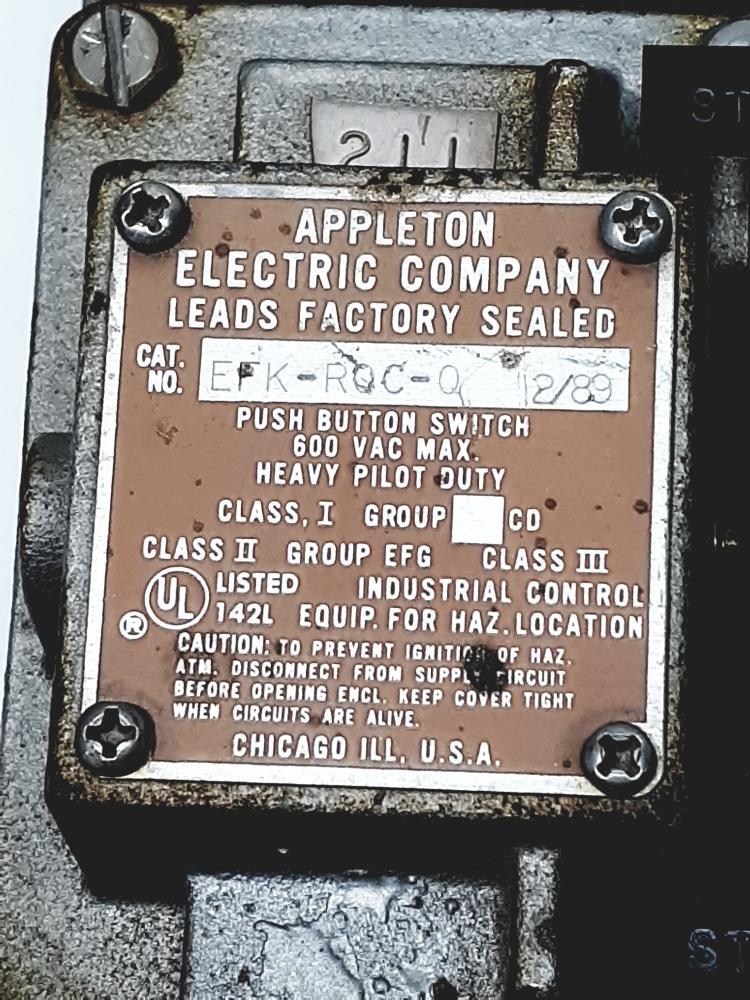 ST
APPLETON
ELECTRIC COMPANY
LEADS FACTORY SEALED
CAT. NO. EFK-RQC-Q 12/89
PUSH BUTTON SWITCH
600 VAC MAX.
HEAVY PILOT DUTY
CLASS, I GROUP CD
CLASS II GROUP EFG CLASS III
UL LISTED INDUSTRIAL CONTROL
® 142L EQUIP. FOR HAZ. LOCATION
CAUTION: TO PREVENT IGNITION OF HAZ.
ATM. DISCONNECT FROM SUPPLY CIRCUIT
BEFORE OPENING ENCL. KEEP COVER TIGHT
WHEN CIRCUITS ARE ALIVE.
CHICAGO ILL. U.S.A.
ST